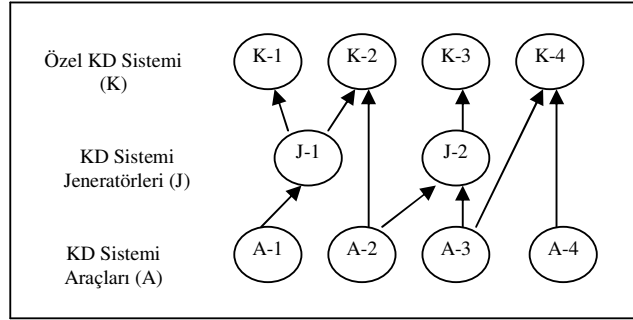 Özel KD Sistemi
(K)
K-1
K-2
K-3
K-4
KD Sistemi
Jeneratörleri (J)
J-1
J-2
KD Sistemi
Araçları (A)
A-1
A-2
A-3
A-4